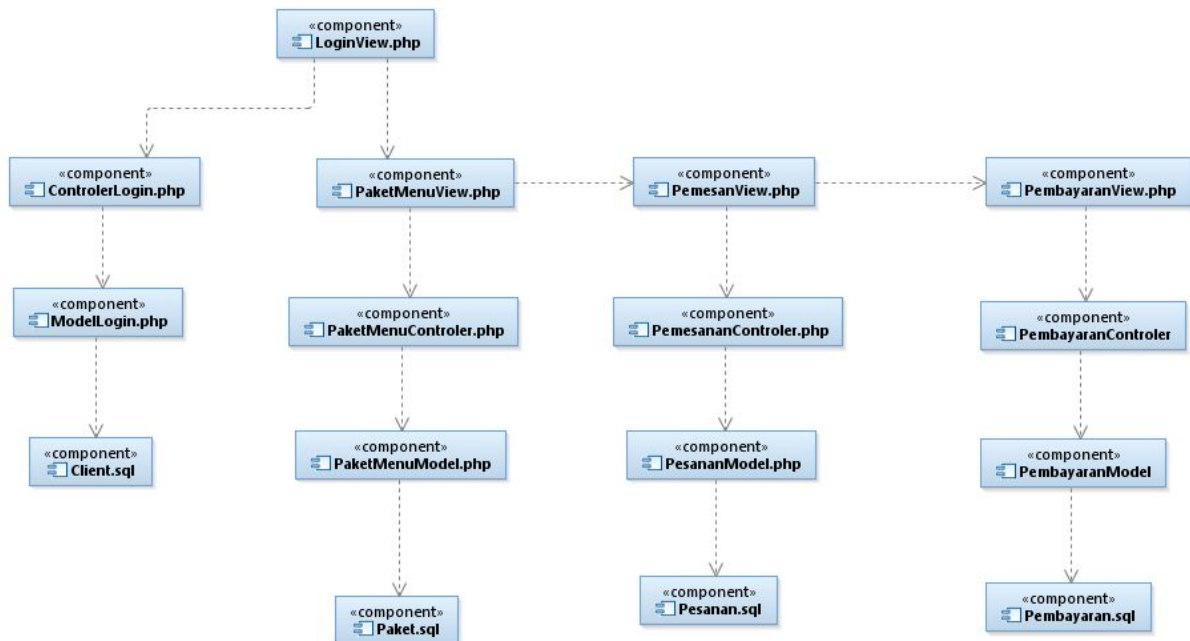 «component»
LoginView.php
«component»
ControlerLogin.php
«component»
PaketMenuView.php
«component»
PemesanView.php
«component»
PembayaranView.php
«component»
ModelLogin.php
«component»
PaketMenuControler.php
«component»
PemesananControler.php
«component»
PembayaranControler
«component»
Client.sql
«component»
PaketMenuModel.php
«component»
PesananModel.php
«component»
PembayaranModel
«component»
Paket.sql
«component»
Pesanan.sql
«component»
Pembayaran.sql